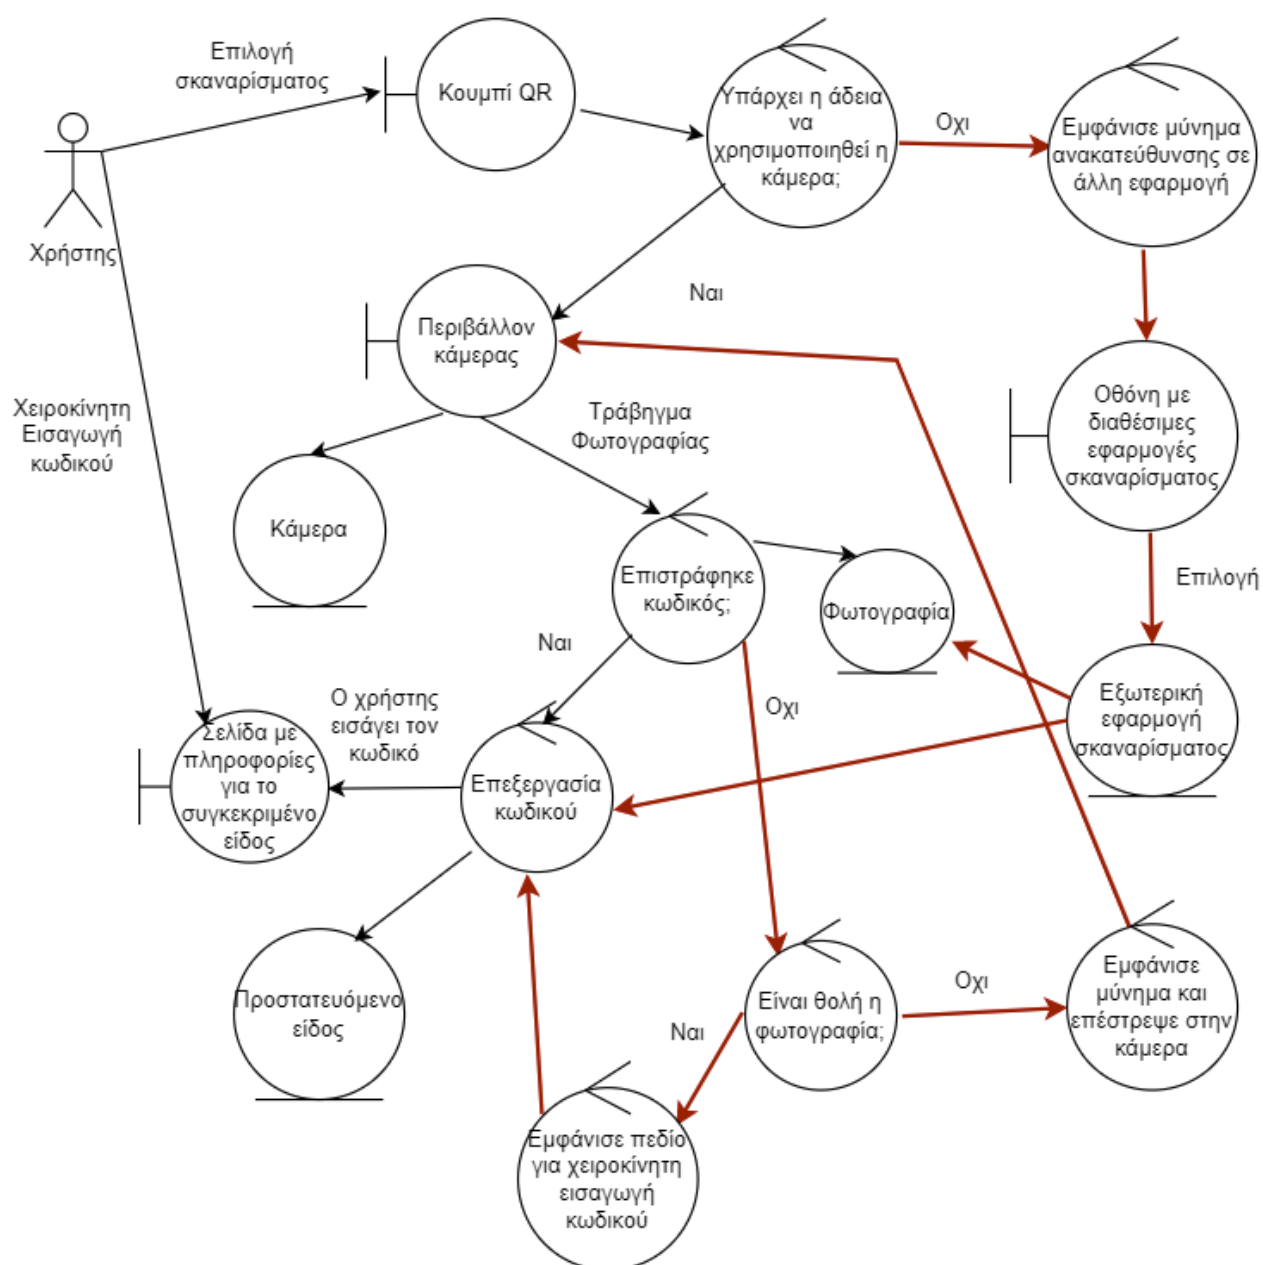 Επιλογή
σκαναρίσματος
Κουμπί QR
Υπάρχει η άδεια
να
χρησιμοποιηθεί η
κάμερα;
Οχι
Εμφάνισε μύνημα
ανακατεύθυνσης σε
άλλη εφαρμογή
Χρήστης
Ναι
Περιβάλλον
κάμερας
Χειροκίνητη
Εισαγωγή
κωδικού
Τράβηγμα
Φωτογραφίας
Οθόνη με
διαθέσιμες
εφαρμογές
σκαναρίσματος
Κάμερα
Επιστράφηκε
κωδικός;
Φωτογραφία
Επιλογή
Ναι
Οχι
Ο χρήστης
εισάγει τον
κωδικό
Εξωτερική
εφαρμογή
σκαναρίσματος
Σελίδα με
πληροφορίες
για το
συγκεκριμένο
είδος
Επεξεργασία
κωδικού
Προστατευόμενο
είδος
Είναι θολή η
φωτογραφία;
Οχι
Ναι
Εμφάνισε
μύνημα και
επέστρεψε στην
κάμερα
Εμφάνισε πεδίο
για χειροκίνητη
εισαγωγή
κωδικού